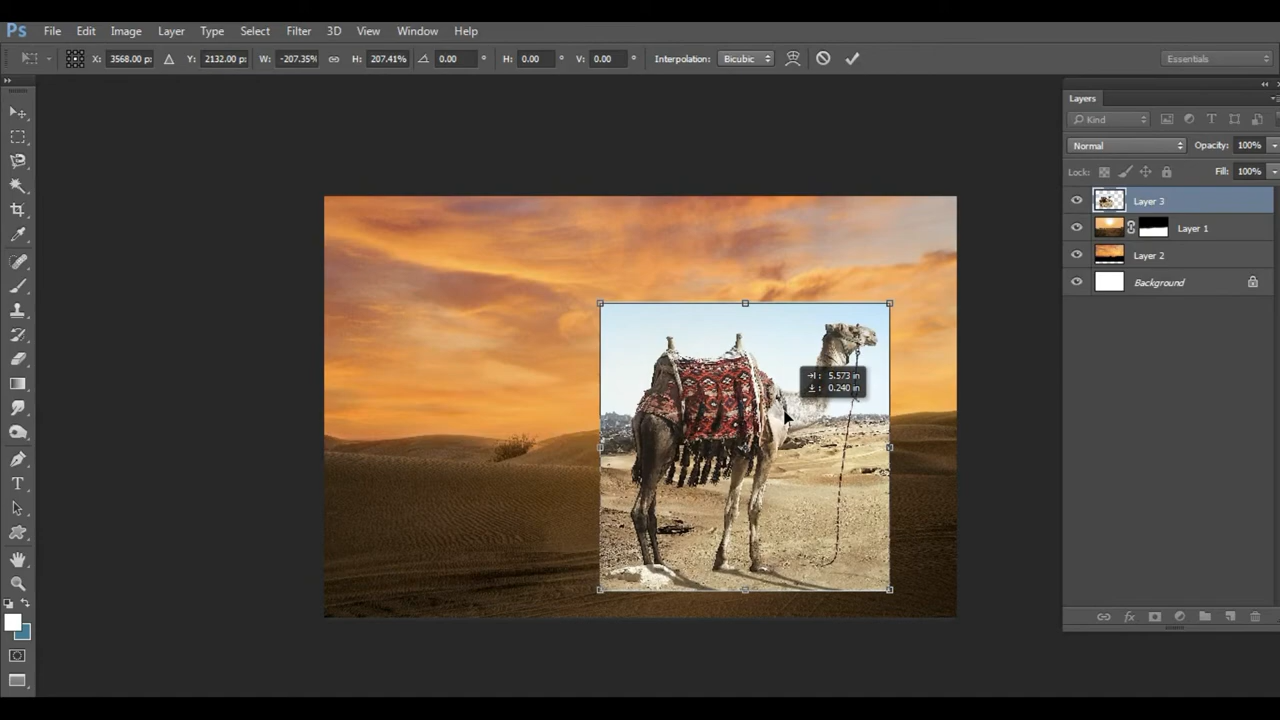 Ps File Edit Image Layer Type Select Filter 3D View Window Help
X: 3568.00 px Y: 2132.00 px W: -207.35% H: 207.41% 0.00 ° H: 0.00 ° V: 0.00 ° Interpolation: Bicubic Essentials
Layers
Kind
Normal Opacity: 100%
Lock: Fill: 100%
Layer 3
Layer 1
Layer 2
Background
5.573 in
0.240 in